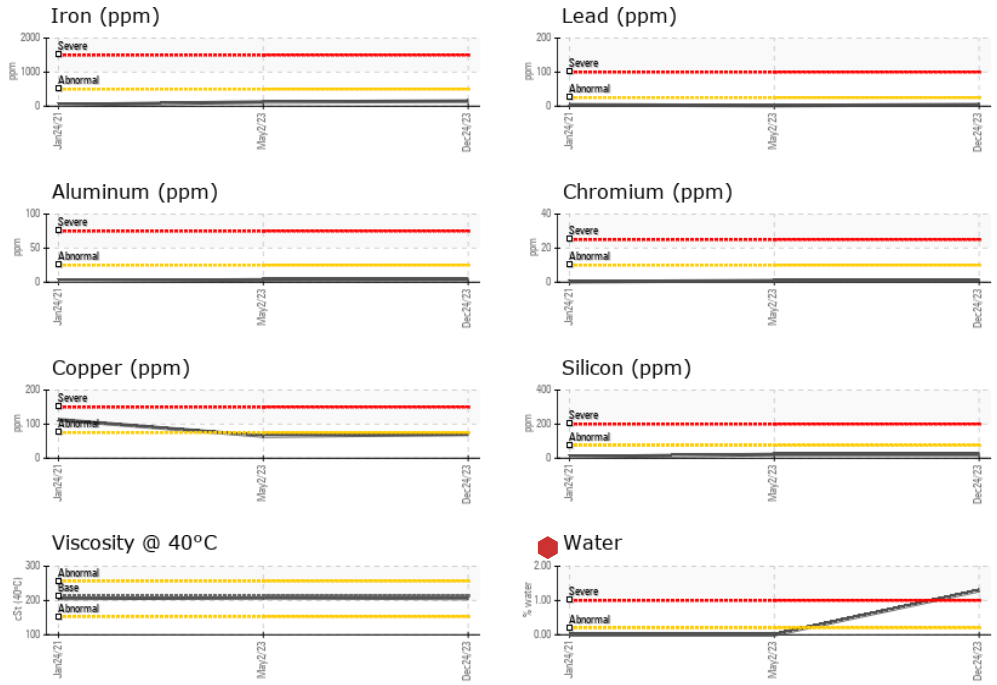 Iron (ppm)
2000
1000
0
ppm
Severe
Abnormal
Jan24/21
May2/23
Dec24/23
Lead (ppm)
200
100
0
ppm
Severe
Abnormal
Jan24/21
May2/23
Dec24/23
Aluminum (ppm)
100
50
0
ppm
Severe
Abnormal
Jan24/21
May2/23
Dec24/23
Chromium (ppm)
40
20
0
ppm
Severe
Abnormal
Jan24/21
May2/23
Dec24/23
Copper (ppm)
200
100
0
ppm
Severe
Abnormal
Jan24/21
May2/23
Dec24/23
Silicon (ppm)
400
200
0
ppm
Severe
Abnormal
Jan24/21
May2/23
Dec24/23
Viscosity @ 40°C
300
200
100
cSt (40°C)
Abnormal
Base
Abnormal
Jan24/21
May2/23
Dec24/23
Water
2.00
1.00
0.00
% water
Severe
Abnormal
Jan24/21
May2/23
Dec24/23